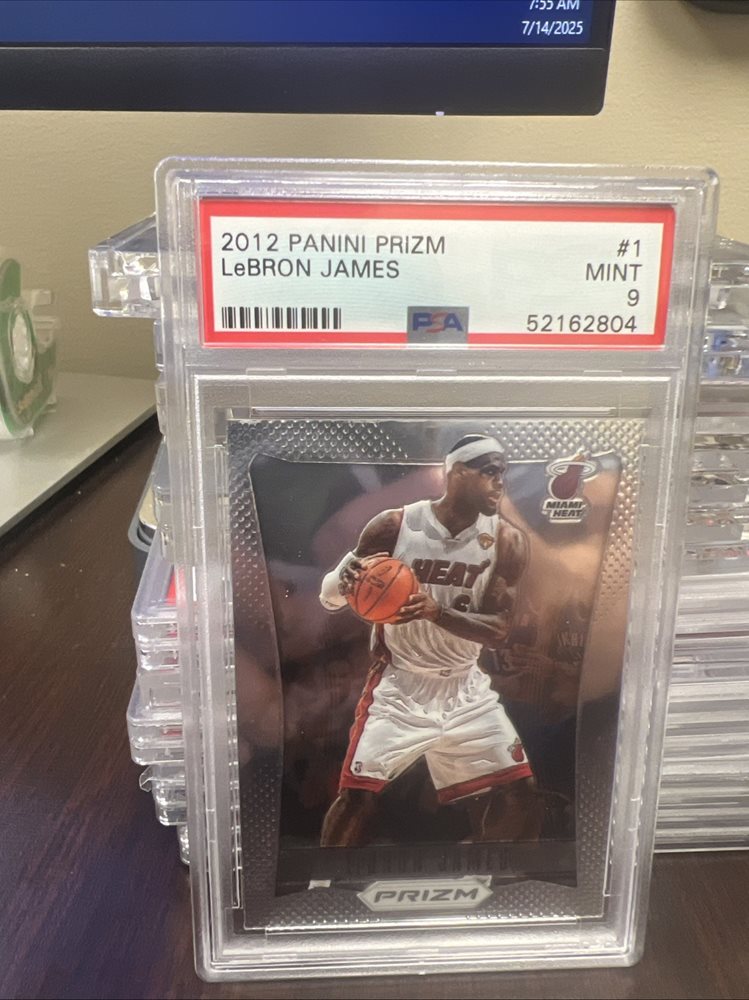 7:55 AM
7/14/2025
2012 PANINI PRIZM #1
LeBRON JAMES MINT
9
PSA 52162804
MIAMI
HEAT
HEAT
6
PRIZM